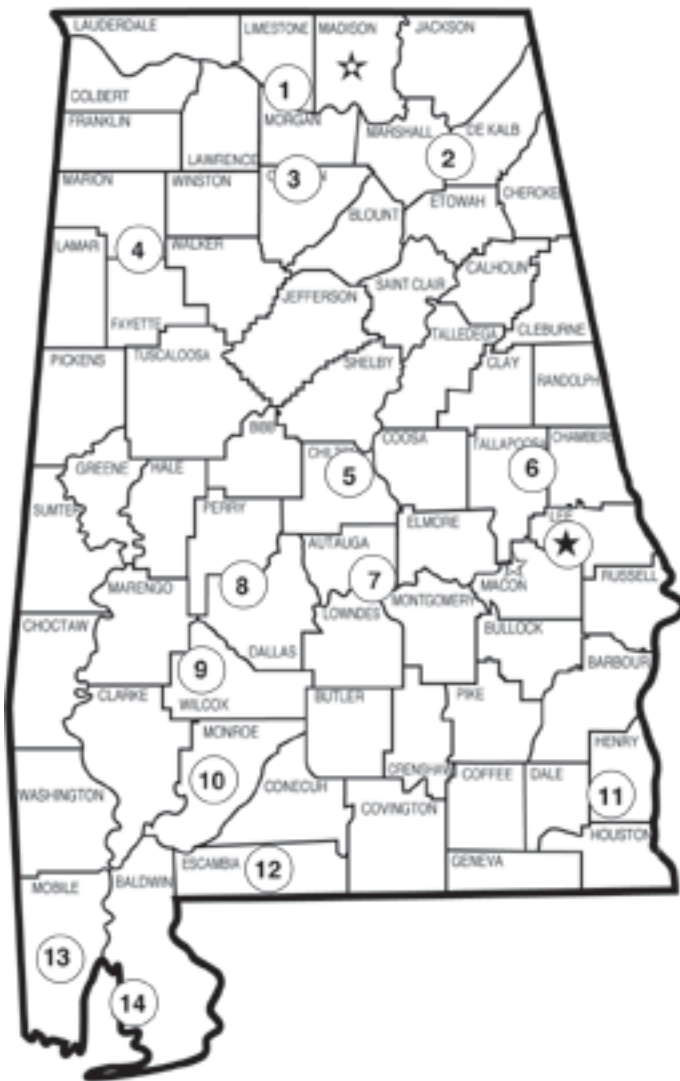 LAUDERDALE
LIMESTONE
MADISON
JACKSON
1
COLBERT
FRANKLIN
MORGAN
MARSHALL
DE KALB
2
LAWRENCE
3
MARION
WINSTON
CHEROKEE
ETOWAH
BLOUNT
LAMAR
4
WALKER
CALHOUN
SAINT CLAIR
JEFFERSON
FAYETTE
TALLEDEGA
CLEBURNE
PICKENS
TUSCALOOSA
SHELBY
CLAY
RANDOLPH
BIBB
COOSA
TALLAPOOSA
CHAMBERS
GREENE
HALE
5
6
SUMTER
PERRY
ELMORE
LEE
AUTAUGA
RUSSELL
MARENGO
8
7
MACON
MONTGOMERY
CHOCTAW
LOWNDES
BULLOCK
DALLAS
9
BARBOUR
CLARKE
WILCOX
BUTLER
PIKE
MONROE
HENRY
10
CRENSHAW
COFFEE
DALE
WASHINGTON
CONECUH
11
COVINGTON
HOUSTON
ESCAMBIA
12
GENEVA
MOBILE
BALDWIN
13
14